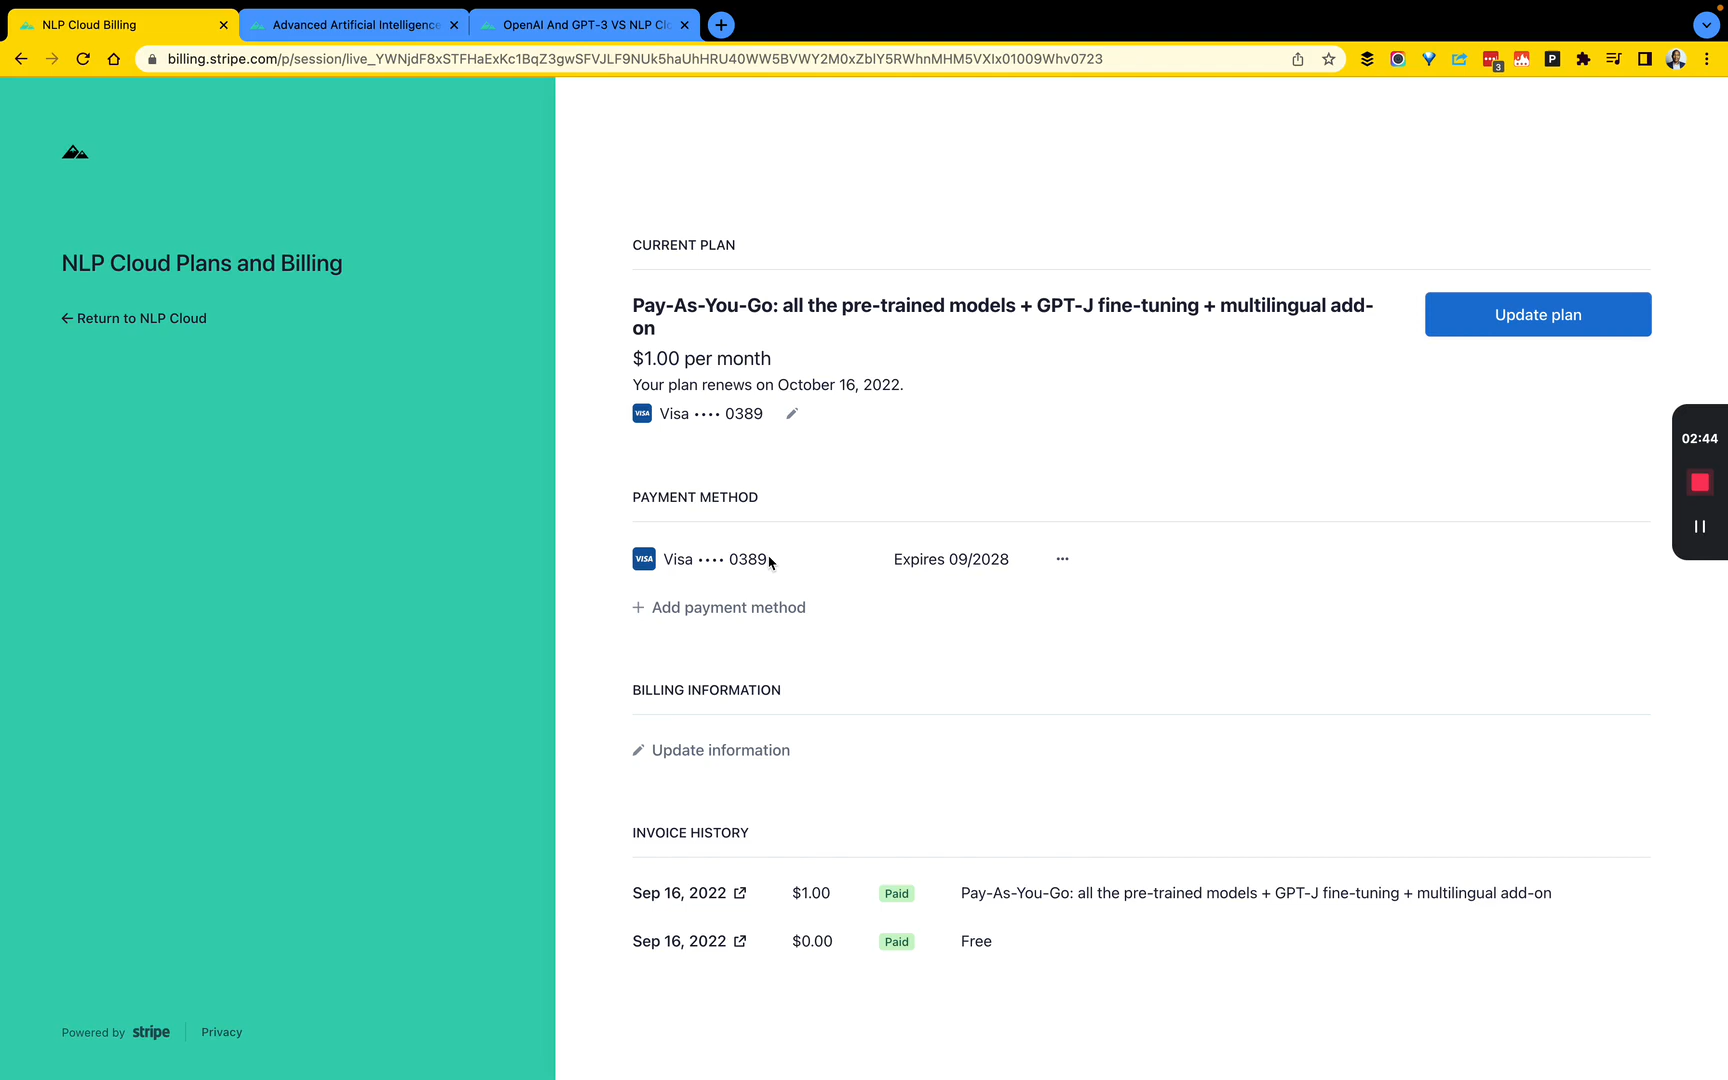 NLP Cloud Billing
Advanced Artificial Intelligence
OpenAI And GPT-3 VS NLP Clo
billing.stripe.com/p/session/live_YWNjdF8xSTFHaExKc1BqZ3gwSFVJLF9NUk5haUhHRU40WW5BVWY2M0xZblY5RWhnMHM5VXIx01009Whv0723
3
P
NLP Cloud Plans and Billing
← Return to NLP Cloud
CURRENT PLAN
Pay-As-You-Go: all the pre-trained models + GPT-J fine-tuning + multilingual add-
on
Update plan
$1.00 per month
Your plan renews on October 16, 2022.
VISA Visa •••• 0389
02:44
PAYMENT METHOD
VISA Visa •••• 0389 Expires 09/2028 •••
+ Add payment method
BILLING INFORMATION
Update information
INVOICE HISTORY
Sep 16, 2022 $1.00 Paid Pay-As-You-Go: all the pre-trained models + GPT-J fine-tuning + multilingual add-on
Sep 16, 2022 $0.00 Paid Free
Powered by stripe Privacy